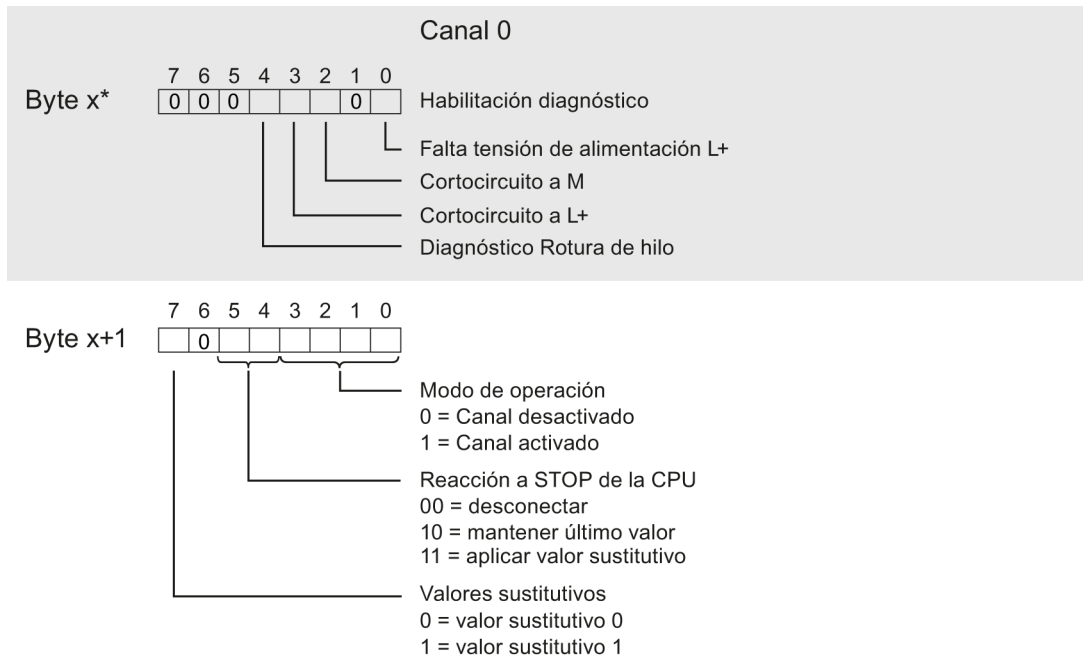 Canal 0
7 6 5 4 3 2 1 0
Byte x* 0 0 0 0 Habilitación diagnóstico
Falta tensión de alimentación L+
Cortocircuito a M
Cortocircuito a L+
Diagnóstico Rotura de hilo
7 6 5 4 3 2 1 0
Byte x+1 0
Modo de operación
0 = Canal desactivado
1 = Canal activado
Reacción a STOP de la CPU
00 = desconectar
10 = mantener último valor
11 = aplicar valor sustitutivo
Valores sustitutivos
0 = valor sustitutivo 0
1 = valor sustitutivo 1